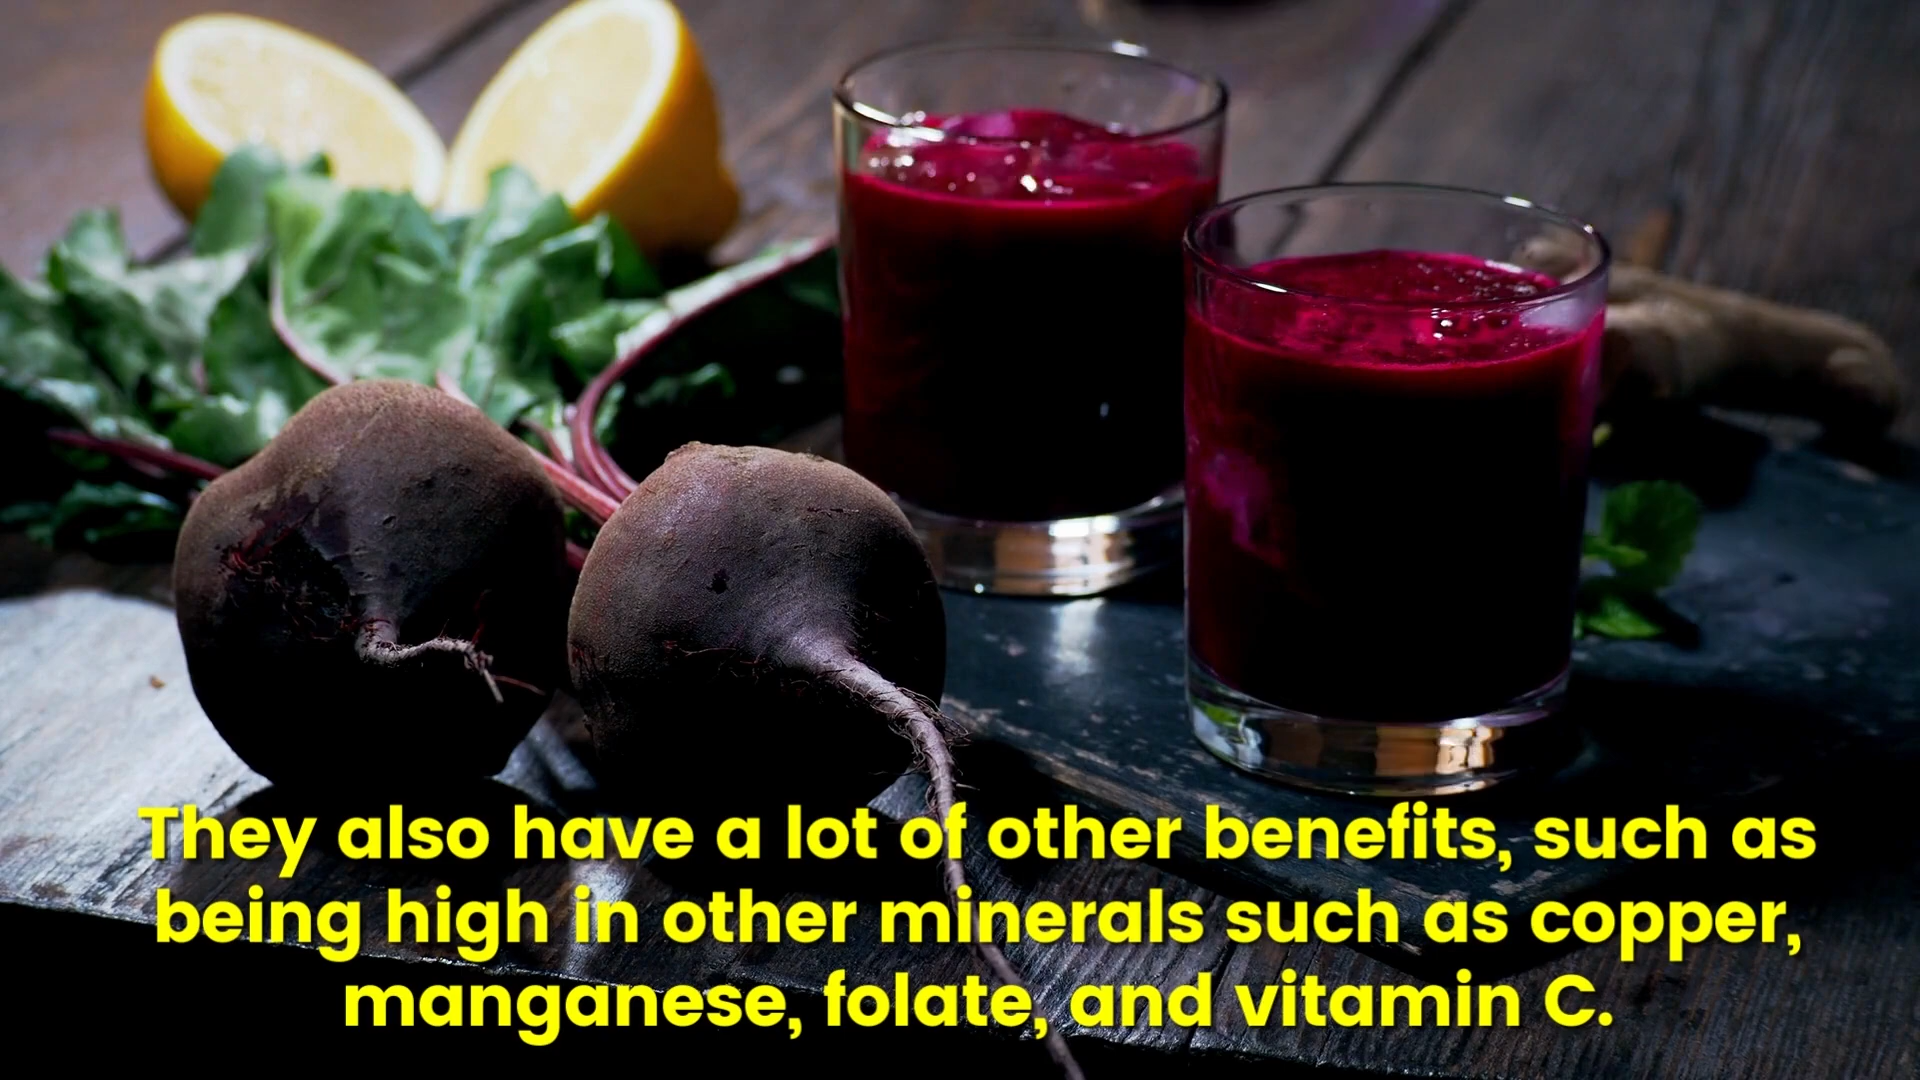 They also have a lot of other benefits, such as
being high in other minerals such as copper,
manganese, folate, and vitamin C.